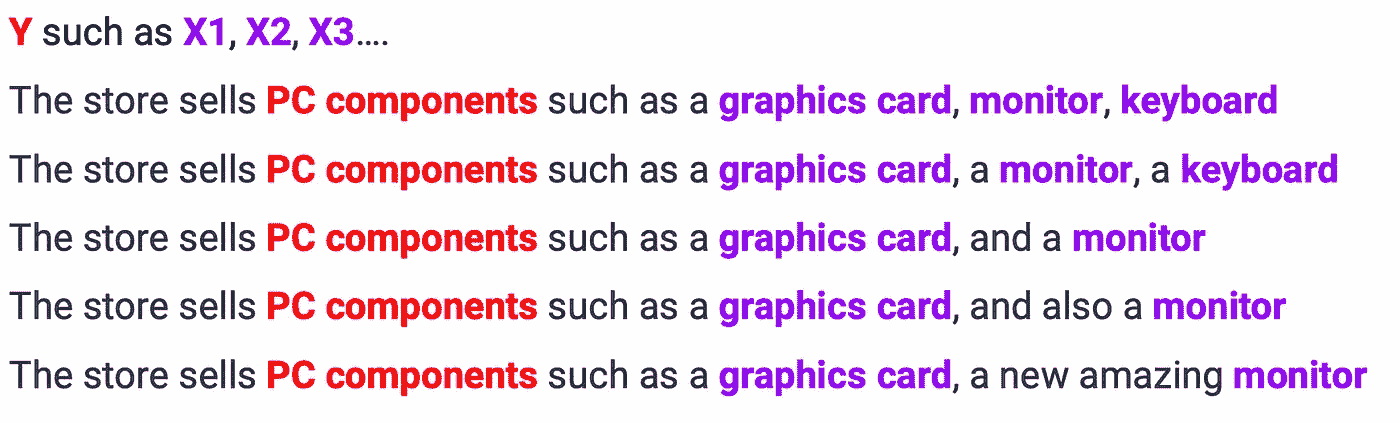 Y such as X1, X2, X3....
The store sells PC components such as a graphics card, monitor, keyboard
The store sells PC components such as a graphics card, a monitor, a keyboard
The store sells PC components such as a graphics card, and a monitor
The store sells PC components such as a graphics card, and also a monitor
The store sells PC components such as a graphics card, a new amazing monitor